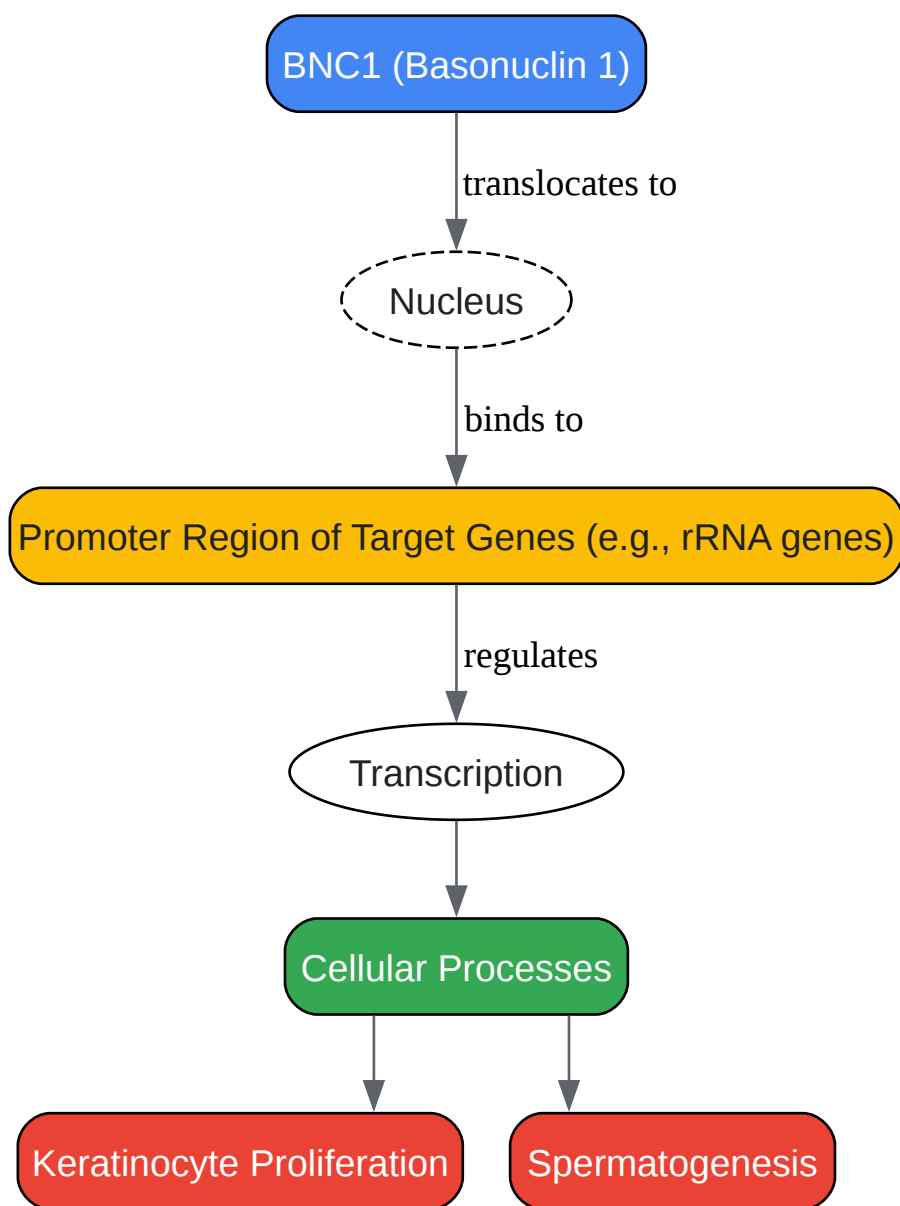 BNC1 (Basonuclin 1)
translocates to
Nucleus
binds to
Promoter Region of Target Genes (e.g., rRNA genes)
regulates
Transcription
Cellular Processes
Keratinocyte Proliferation
Spermatogenesis